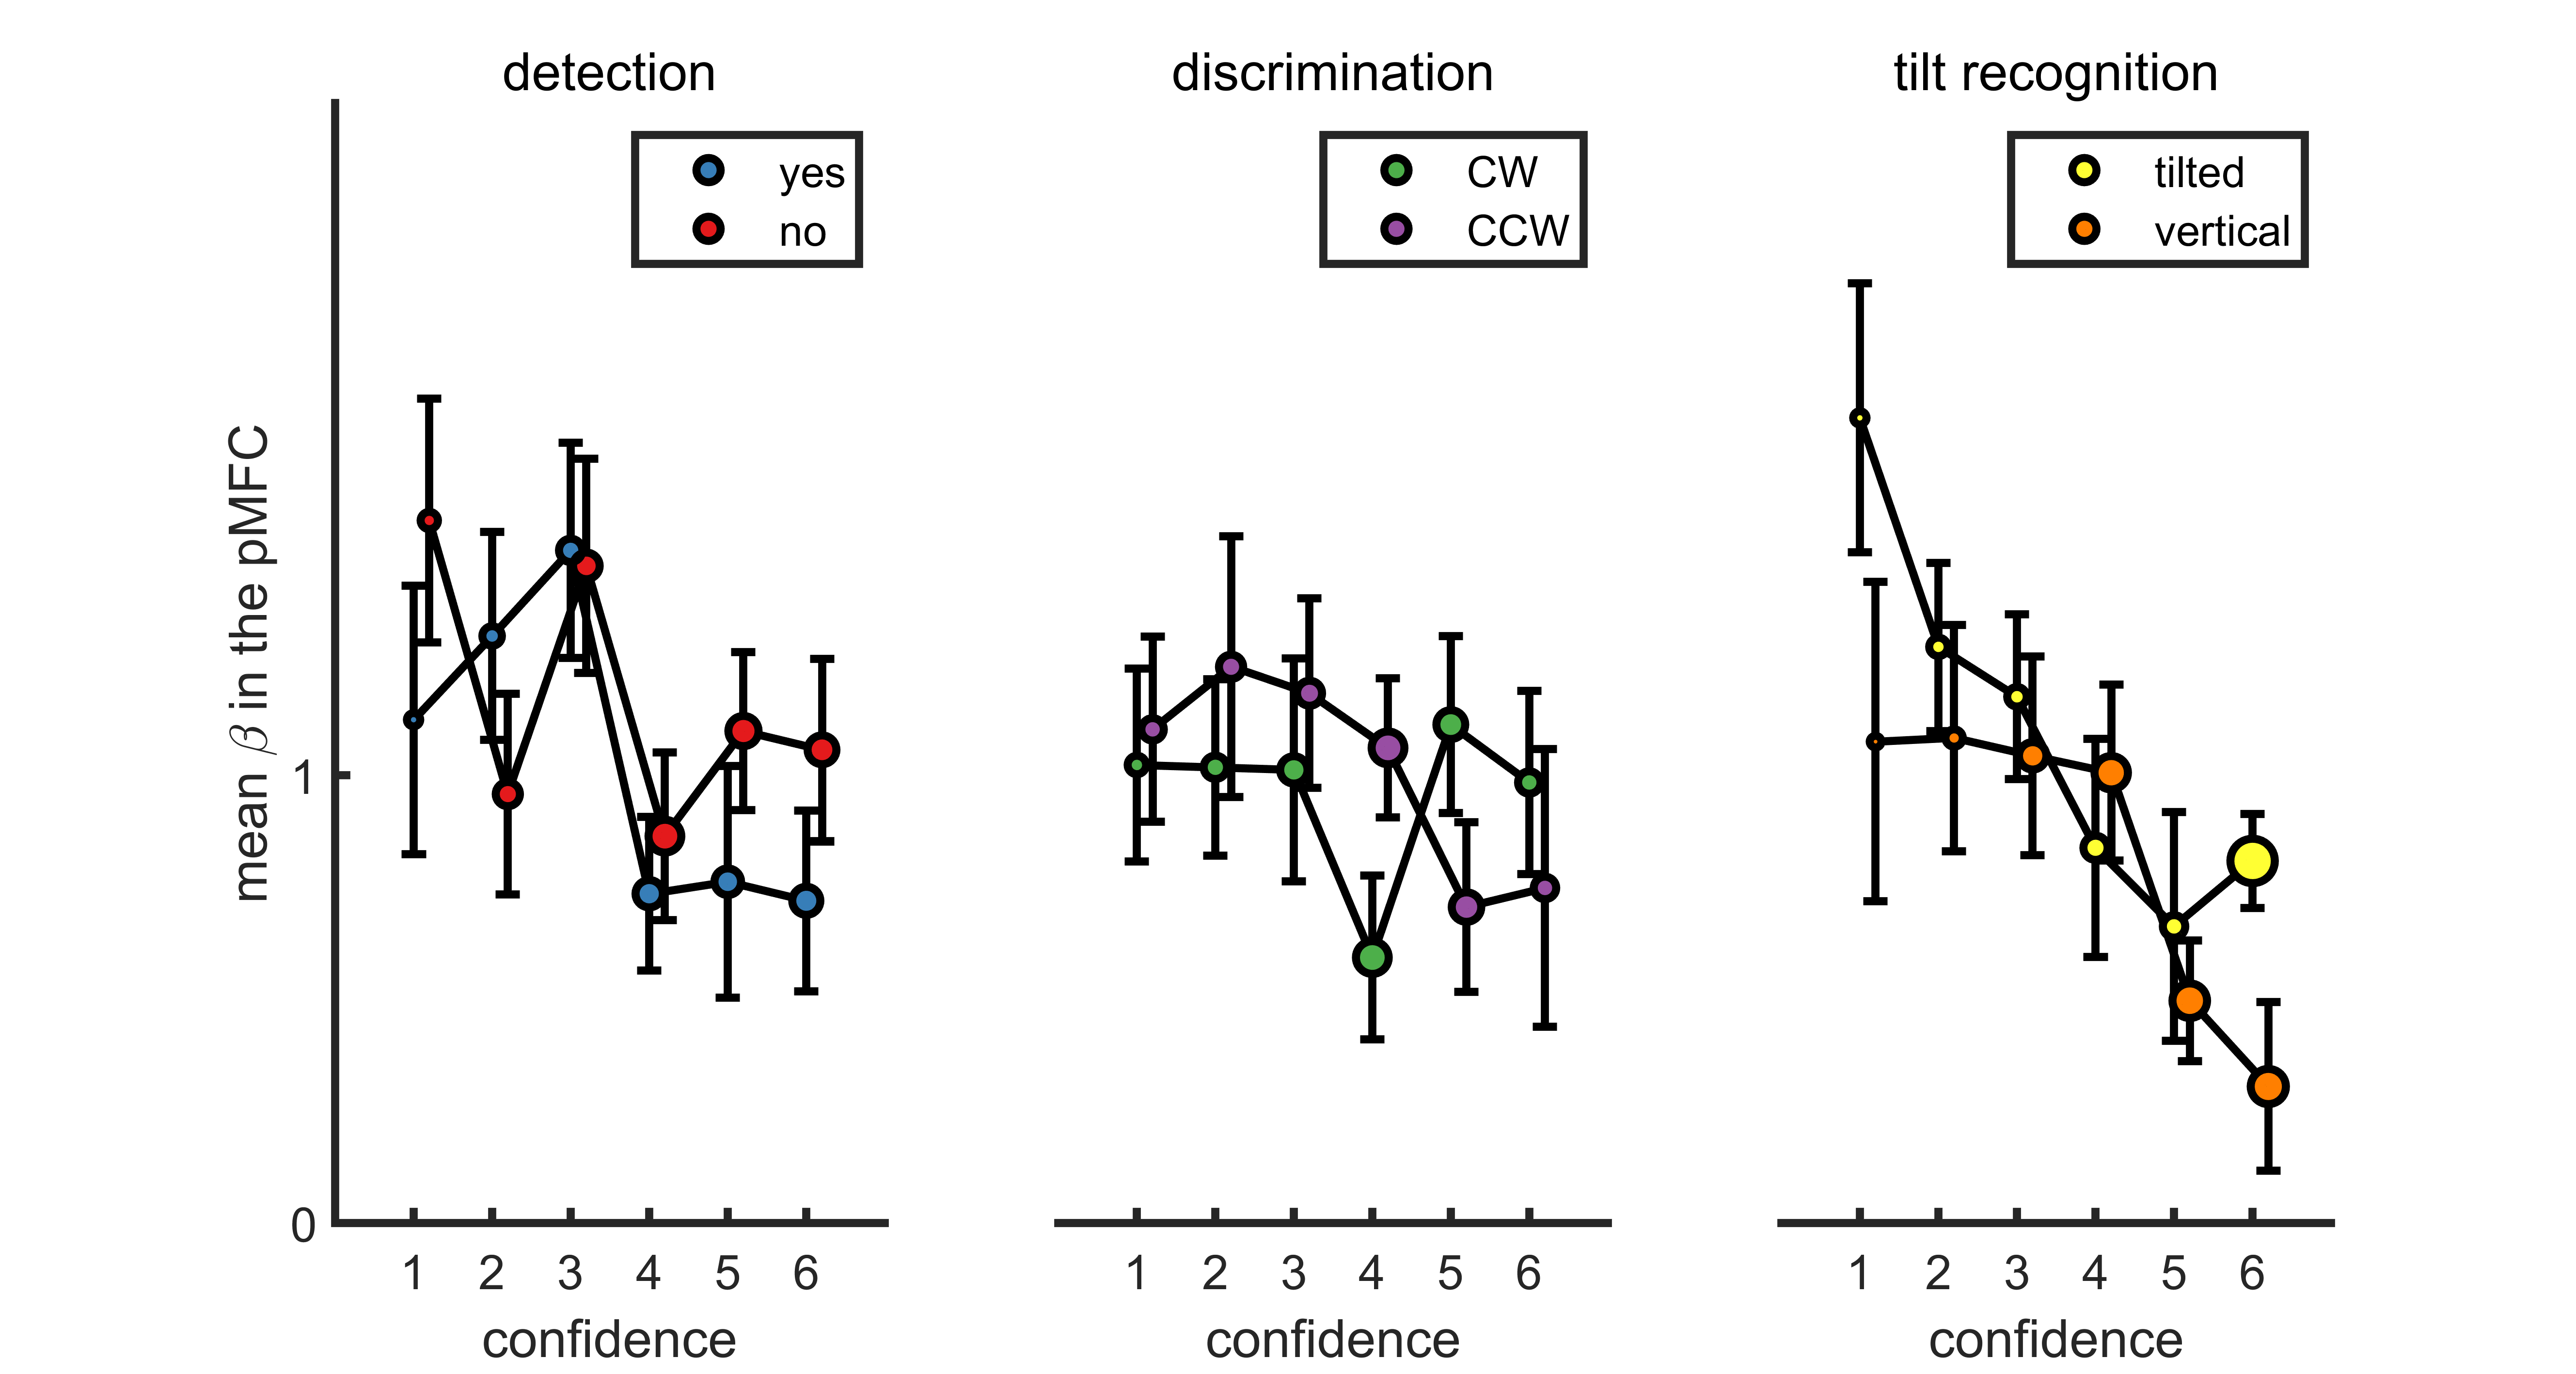 detection
yes
no
mean β in the pMFC
1
0
1 2 3 4 5 6
confidence
discrimination
CW
CCW
1 2 3 4 5 6
confidence
tilt recognition
tilted
vertical
1 2 3 4 5 6
confidence